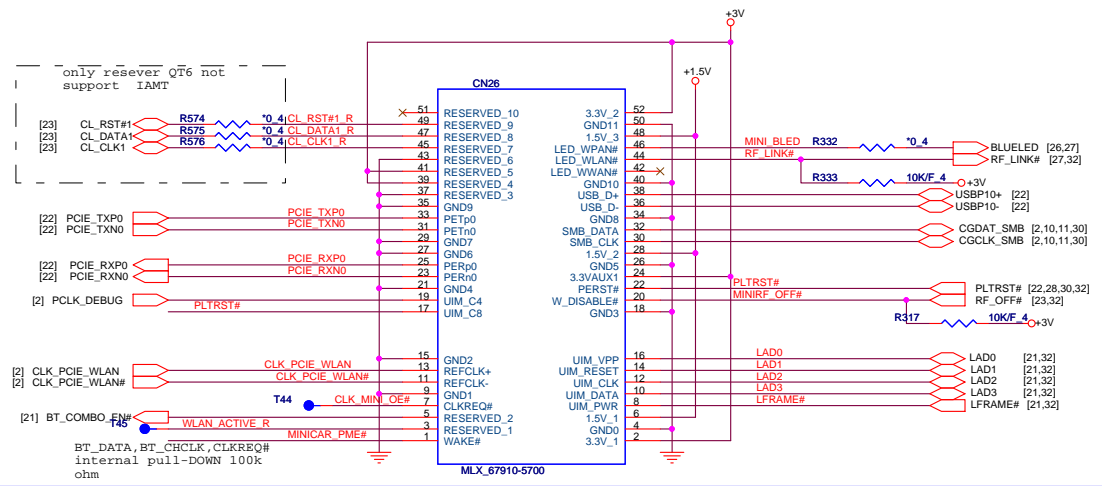 +3V
only resever QT6 not
support IAMT
+1.5V
CN26
[23] CL_RST#1 R574 *0_4 CL_RST#1_R
[23] CL_DATA1 R575 *0_4 CL_DATA1_R
[23] CL_CLK1 R576 *0_4 CL_CLK1_R
51 RESERVED_10 3.3V_2 52
49 RESERVED_9 GND11 50
47 RESERVED_8 1.5V_3 48
45 RESERVED_7 LED_WPAN# 46 MINI_BLED R332 *0_4 BLUELED [26,27]
43 RESERVED_6 LED_WLAN# 44 RF_LINK# RF_LINK# [27,32]
41 RESERVED_5 LED_WWAN# 42
39 RESERVED_4 GND10 40 R333 10K/F_4 +3V
37 RESERVED_3 USB_D+ 38 USBP10+ [22]
35 GND9 USB_D- 36 USBP10- [22]
[22] PCIE_TXP0 PCIE_TXP0 33 PETp0 GND8 34
[22] PCIE_TXN0 PCIE_TXN0 31 PETn0 SMB_DATA 32 CGDAT_SMB [2,10,11,30]
29 GND7 SMB_CLK 30 CGCLK_SMB [2,10,11,30]
27 GND6 1.5V_2 28
[22] PCIE_RXP0 PCIE_RXP0 25 PERp0 GND5 26
[22] PCIE_RXN0 PCIE_RXN0 23 PERn0 3.3VAUX1 24
21 GND4 PERST# 22 PLTRST# PLTRST# [22,28,30,32]
[2] PCLK_DEBUG 19 UIM_C4 W_DISABLE# 20 MINIRF_OFF# RF_OFF# [23,32]
PLTRST# 17 UIM_C8 GND3 18
R317 10K/F_4 +3V
15 GND2 UIM_VPP 16 LAD0 LAD0 [21,32]
[2] CLK_PCIE_WLAN CLK_PCIE_WLAN 13 REFCLK+ UIM_RESET 14 LAD1 LAD1 [21,32]
[2] CLK_PCIE_WLAN# CLK_PCIE_WLAN# 11 REFCLK- UIM_CLK 12 LAD2 LAD2 [21,32]
9 GND1 UIM_DATA 10 LAD3 LAD3 [21,32]
T44 CLK_MINI_OE# 7 CLKREQ# UIM_PWR 8 LFRAME# LFRAME# [21,32]
[21] BT_COMBO_EN# 5 RESERVED_2 1.5V_1 6
T45 WLAN_ACTIVE_R 3 RESERVED_1 GND0 4
MINICAR_PME# 1 WAKE# 3.3V_1 2
BT_DATA,BT_CHCLK,CLKREQ#
internal pull-DOWN 100k
ohm
MLX_67910-5700